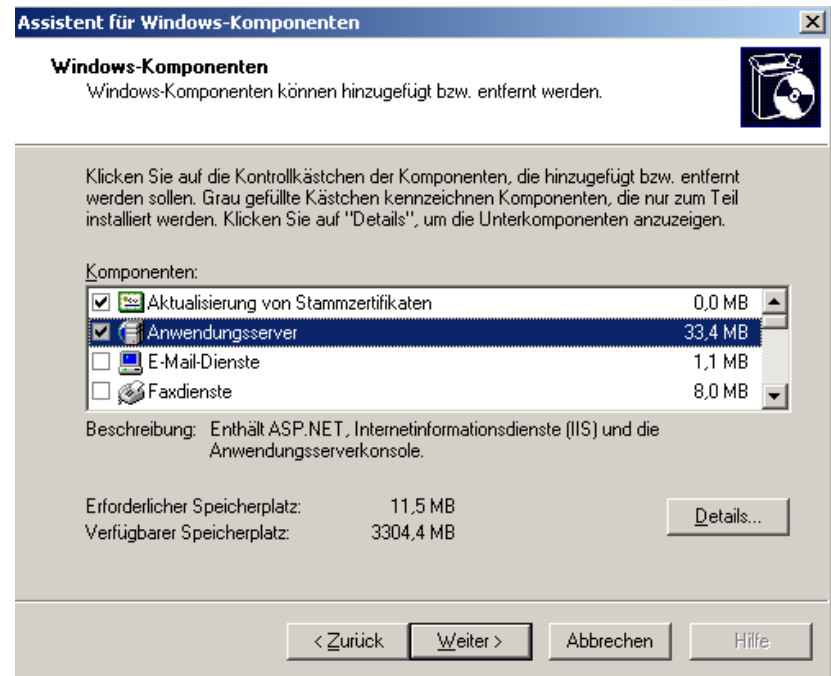 Assistent für Windows-Komponenten
Windows-Komponenten
Windows-Komponenten können hinzugefügt bzw. entfernt werden.
Klicken Sie auf die Kontrollkästchen der Komponenten, die hinzugefügt bzw. entfernt
werden sollen. Grau gefüllte Kästchen kennzeichnen Komponenten, die nur zum Teil
installiert werden. Klicken Sie auf "Details", um die Unterkomponenten anzuzeigen.
Komponenten:
Aktualisierung von Stammzertifikaten 0,0 MB
Anwendungsserver 33,4 MB
E-Mail-Dienste 1,1 MB
Faxdienste 8,0 MB
Beschreibung: Enthält ASP.NET, Internetinformationsdienste (IIS) und die
Anwendungsserverkonsole.
Erforderlicher Speicherplatz: 11,5 MB
Verfügbarer Speicherplatz: 3304,4 MB
Details...
< Zurück Weiter > Abbrechen Hilfe